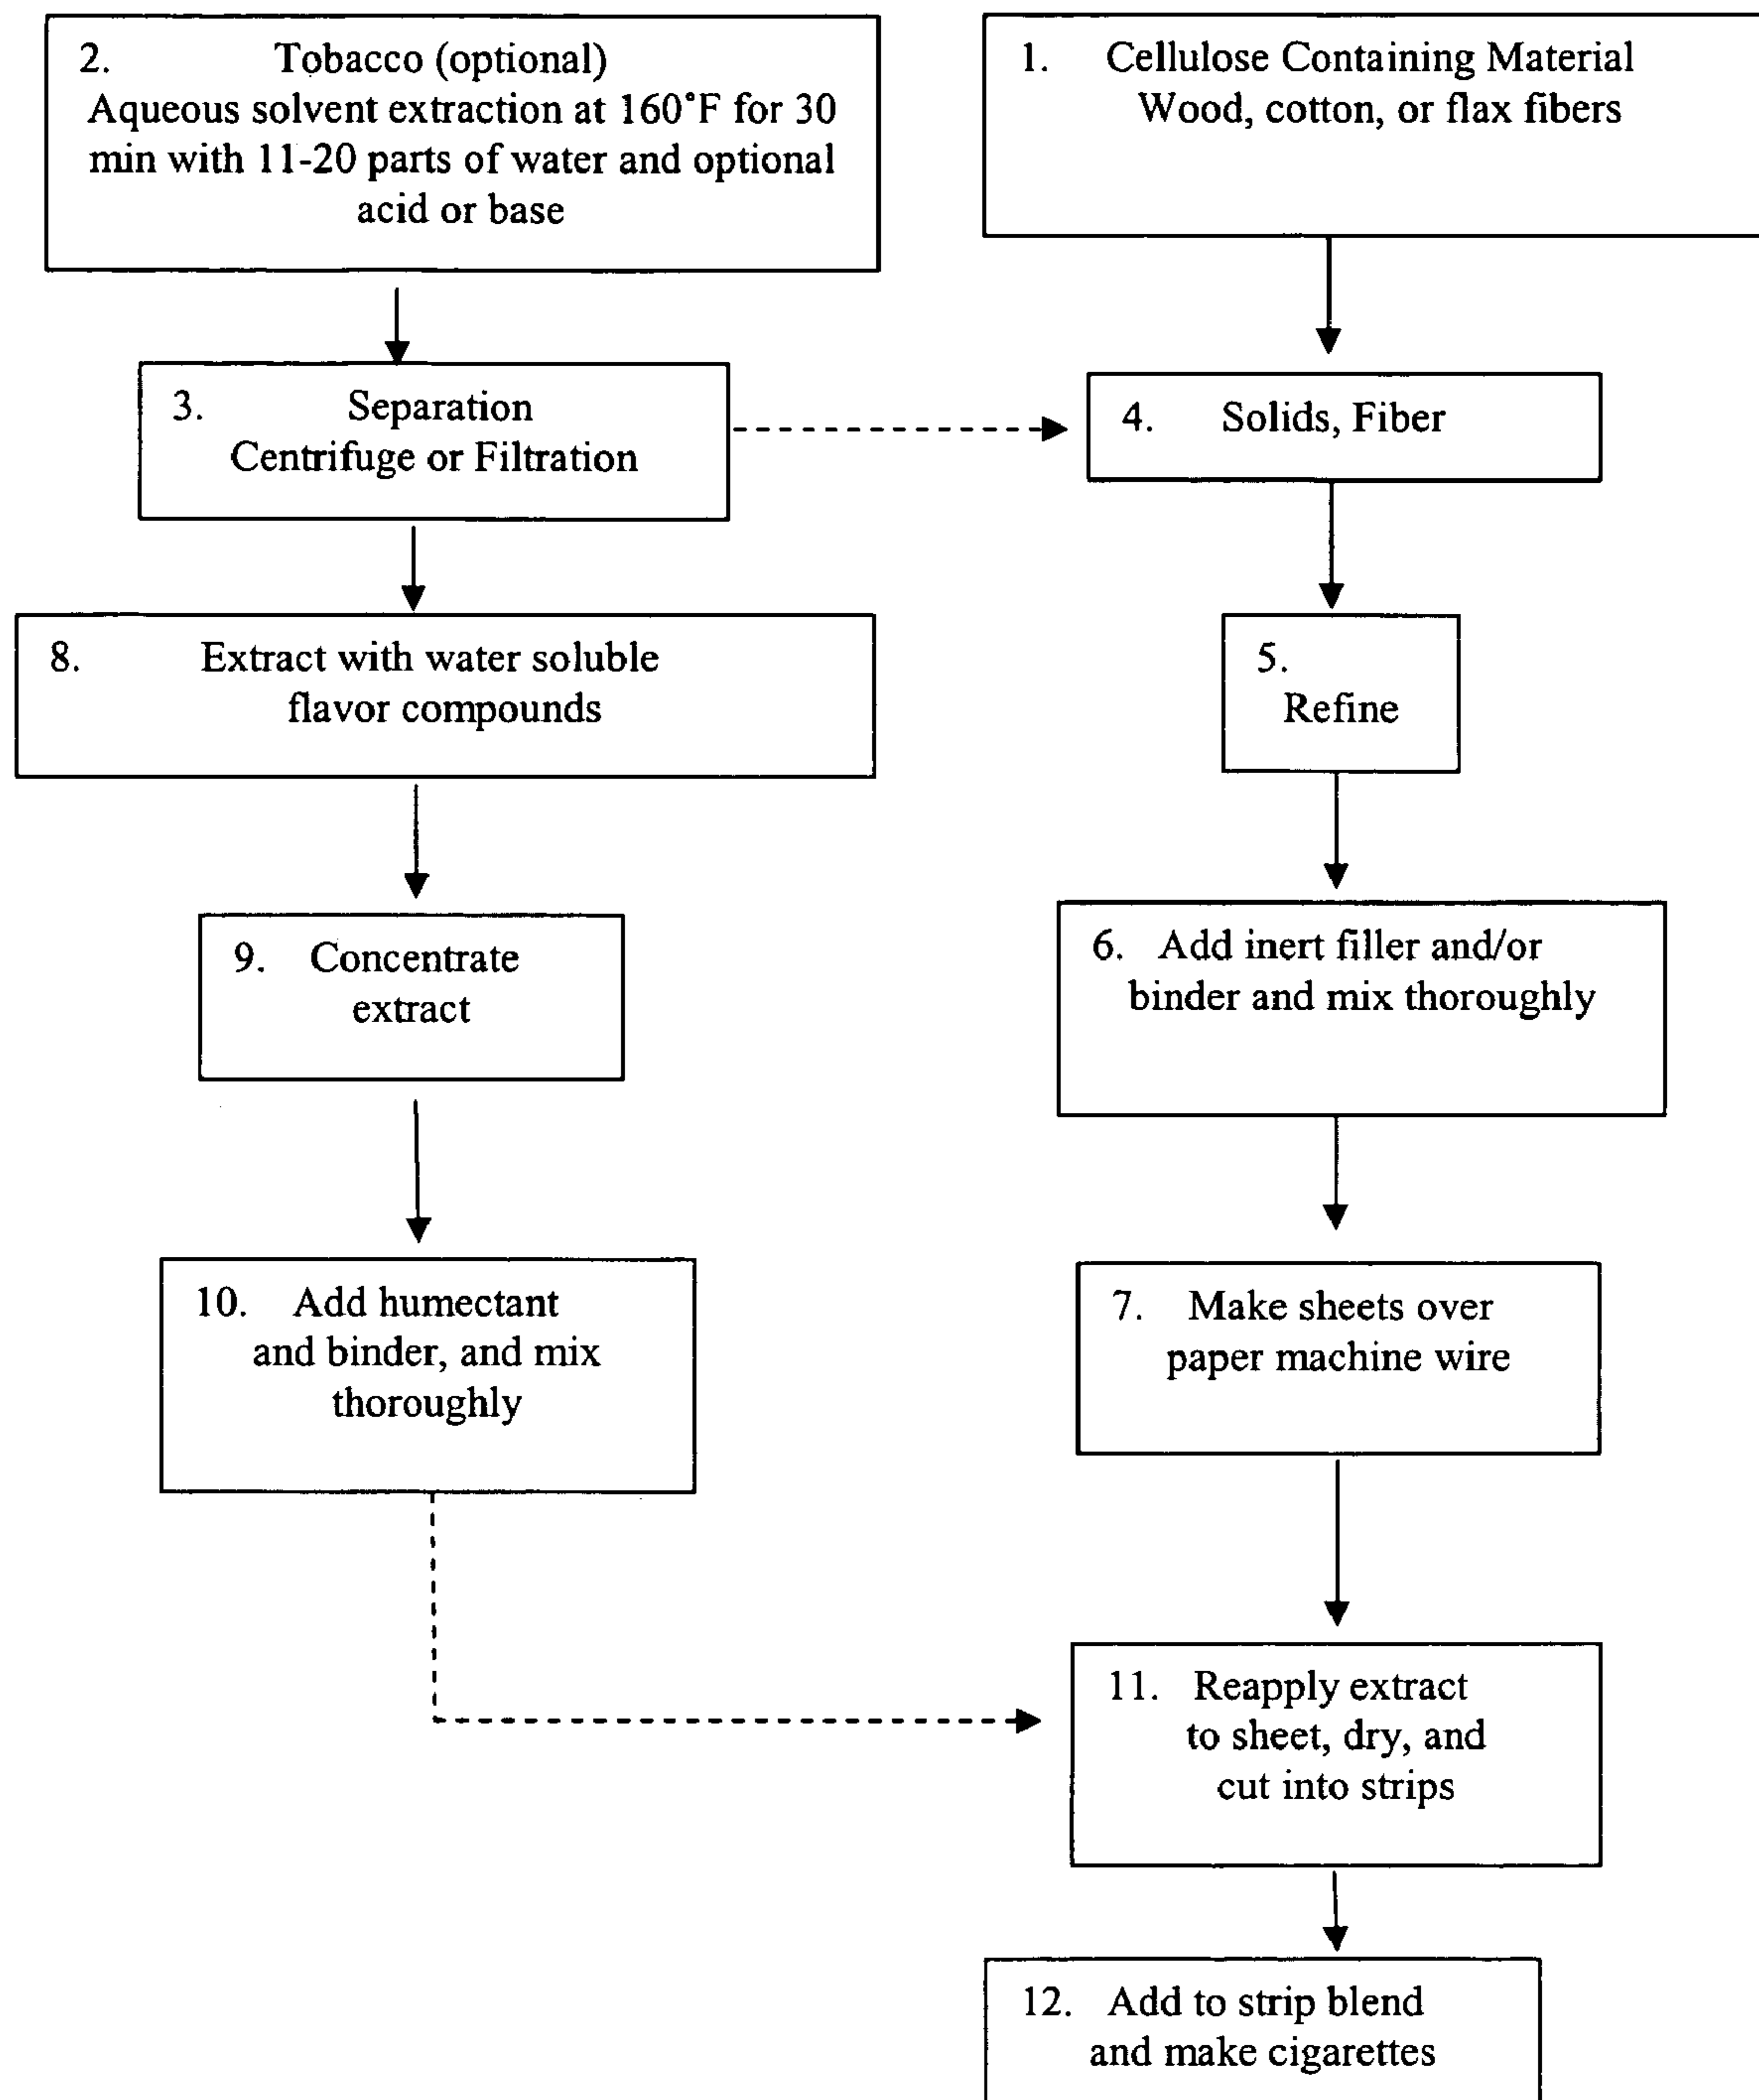 2. Tobacco (optional)
Aqueous solvent extraction at 160°F for 30
min with 11-20 parts of water and optional
acid or base
1. Cellulose Containing Material
Wood, cotton, or flax fibers
3. Separation
Centrifuge or Filtration
4. Solids, Fiber
8. Extract with water soluble
flavor compounds
5.
Refine
9. Concentrate
extract
6. Add inert filler and/or
binder and mix thoroughly
10. Add humectant
and binder, and mix
thoroughly
7. Make sheets over
paper machine wire
11. Reapply extract
to sheet, dry, and
cut into strips
12. Add to strip blend
and make cigarettes